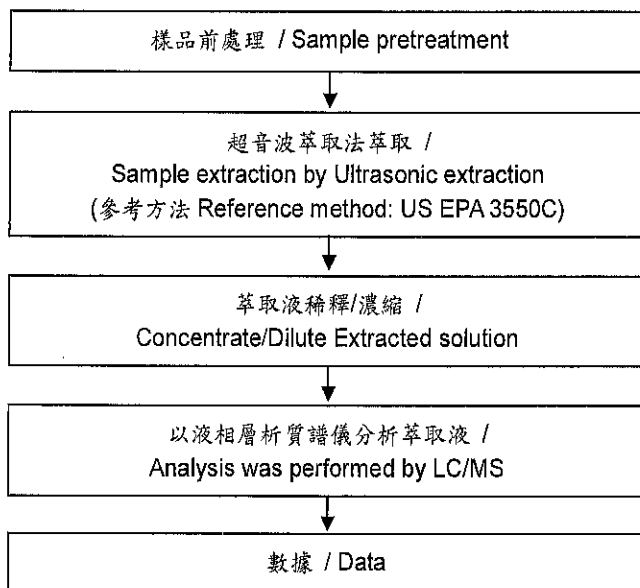 樣品前處理 / Sample pretreatment
超音波萃取法萃取 /
Sample extraction by Ultrasonic extraction
(參考方法 Reference method: US EPA 3550C)
萃取液稀釋/濃縮 /
Concentrate/Dilute Extracted solution
以液相層析質譜儀分析萃取液 /
Analysis was performed by LC/MS
數據 / Data